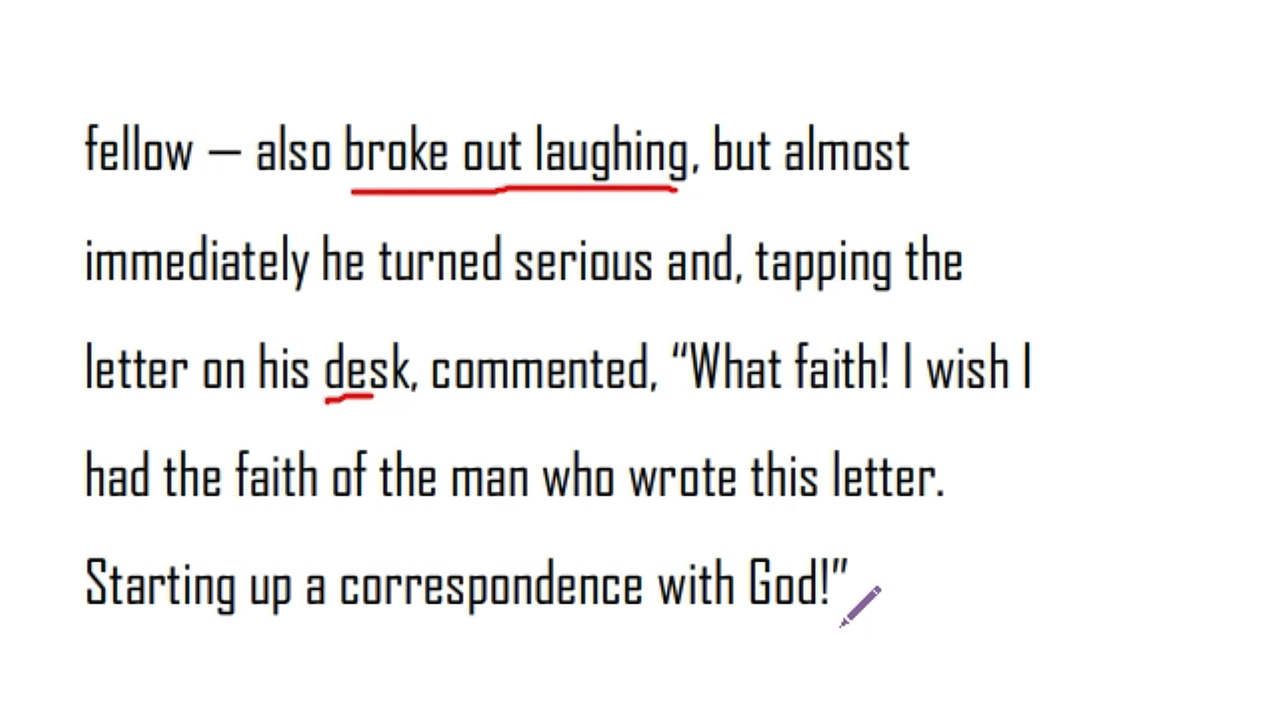 fellow — also broke out laughing, but almost
immediately he turned serious and, tapping the
letter on his desk, commented, “What faith! I wish I
had the faith of the man who wrote this letter.
Starting up a correspondence with God!”